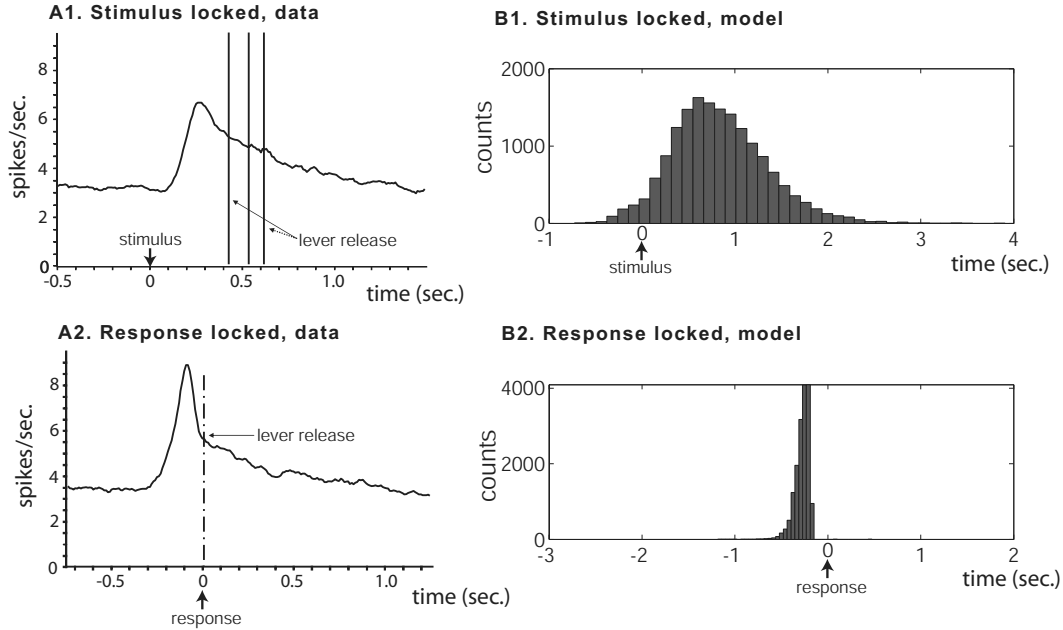 A1. Stimulus locked, data
spikes/sec.
8
6
4
2
0
stimulus
lever release
-0.5
0
0.5
1.0
time (sec.)
B1. Stimulus locked, model
counts
2000
1000
0
-1
0
1
2
3
4
stimulus
time (sec.)
A2. Response locked, data
spikes/sec.
8
6
4
2
0
lever release
-0.5
0
0.5
1.0
time (sec.)
response
B2. Response locked, model
counts
4000
2000
0
-3
-2
-1
0
1
2
response
time (sec.)